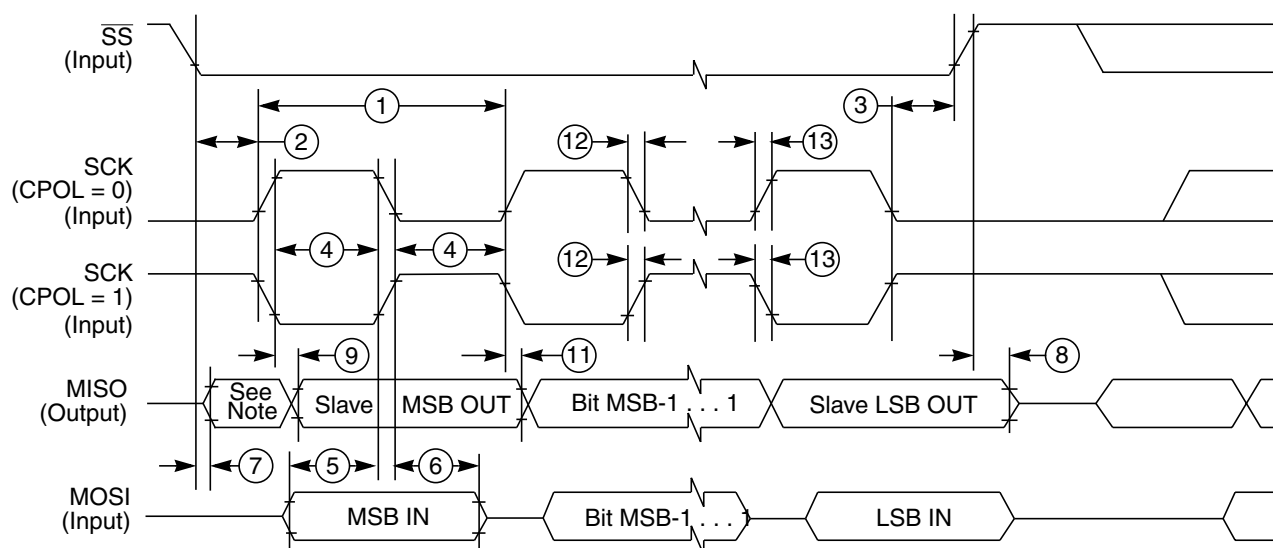 SS
(Input)
1
3
2
12
13
SCK
(CPOL = 0)
(Input)
4
4
SCK
(CPOL = 1)
(Input)
12
13
9
11
8
MISO
(Output)
See
Note
Slave
MSB OUT
Bit MSB-1 . . . 1
Slave LSB OUT
7
5
6
MOSI
(Input)
MSB IN
Bit MSB-1 . . . 1
LSB IN